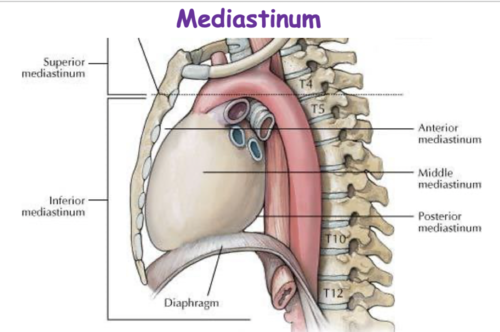 Mediastinum
Superior
mediastinum
T4
T5
Anterior
mediastinum
Middle
mediastinum
Inferior
mediastinum
Posterior
mediastinum
T10
T12
Diaphragm